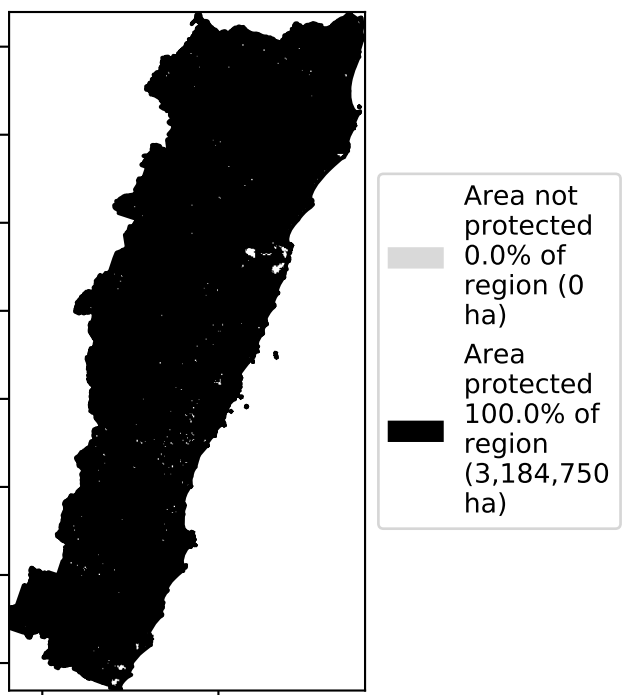 Area not
protected
0.0% of
region (0
ha)
Area
protected
100.0% of
region
(3,184,750
ha)